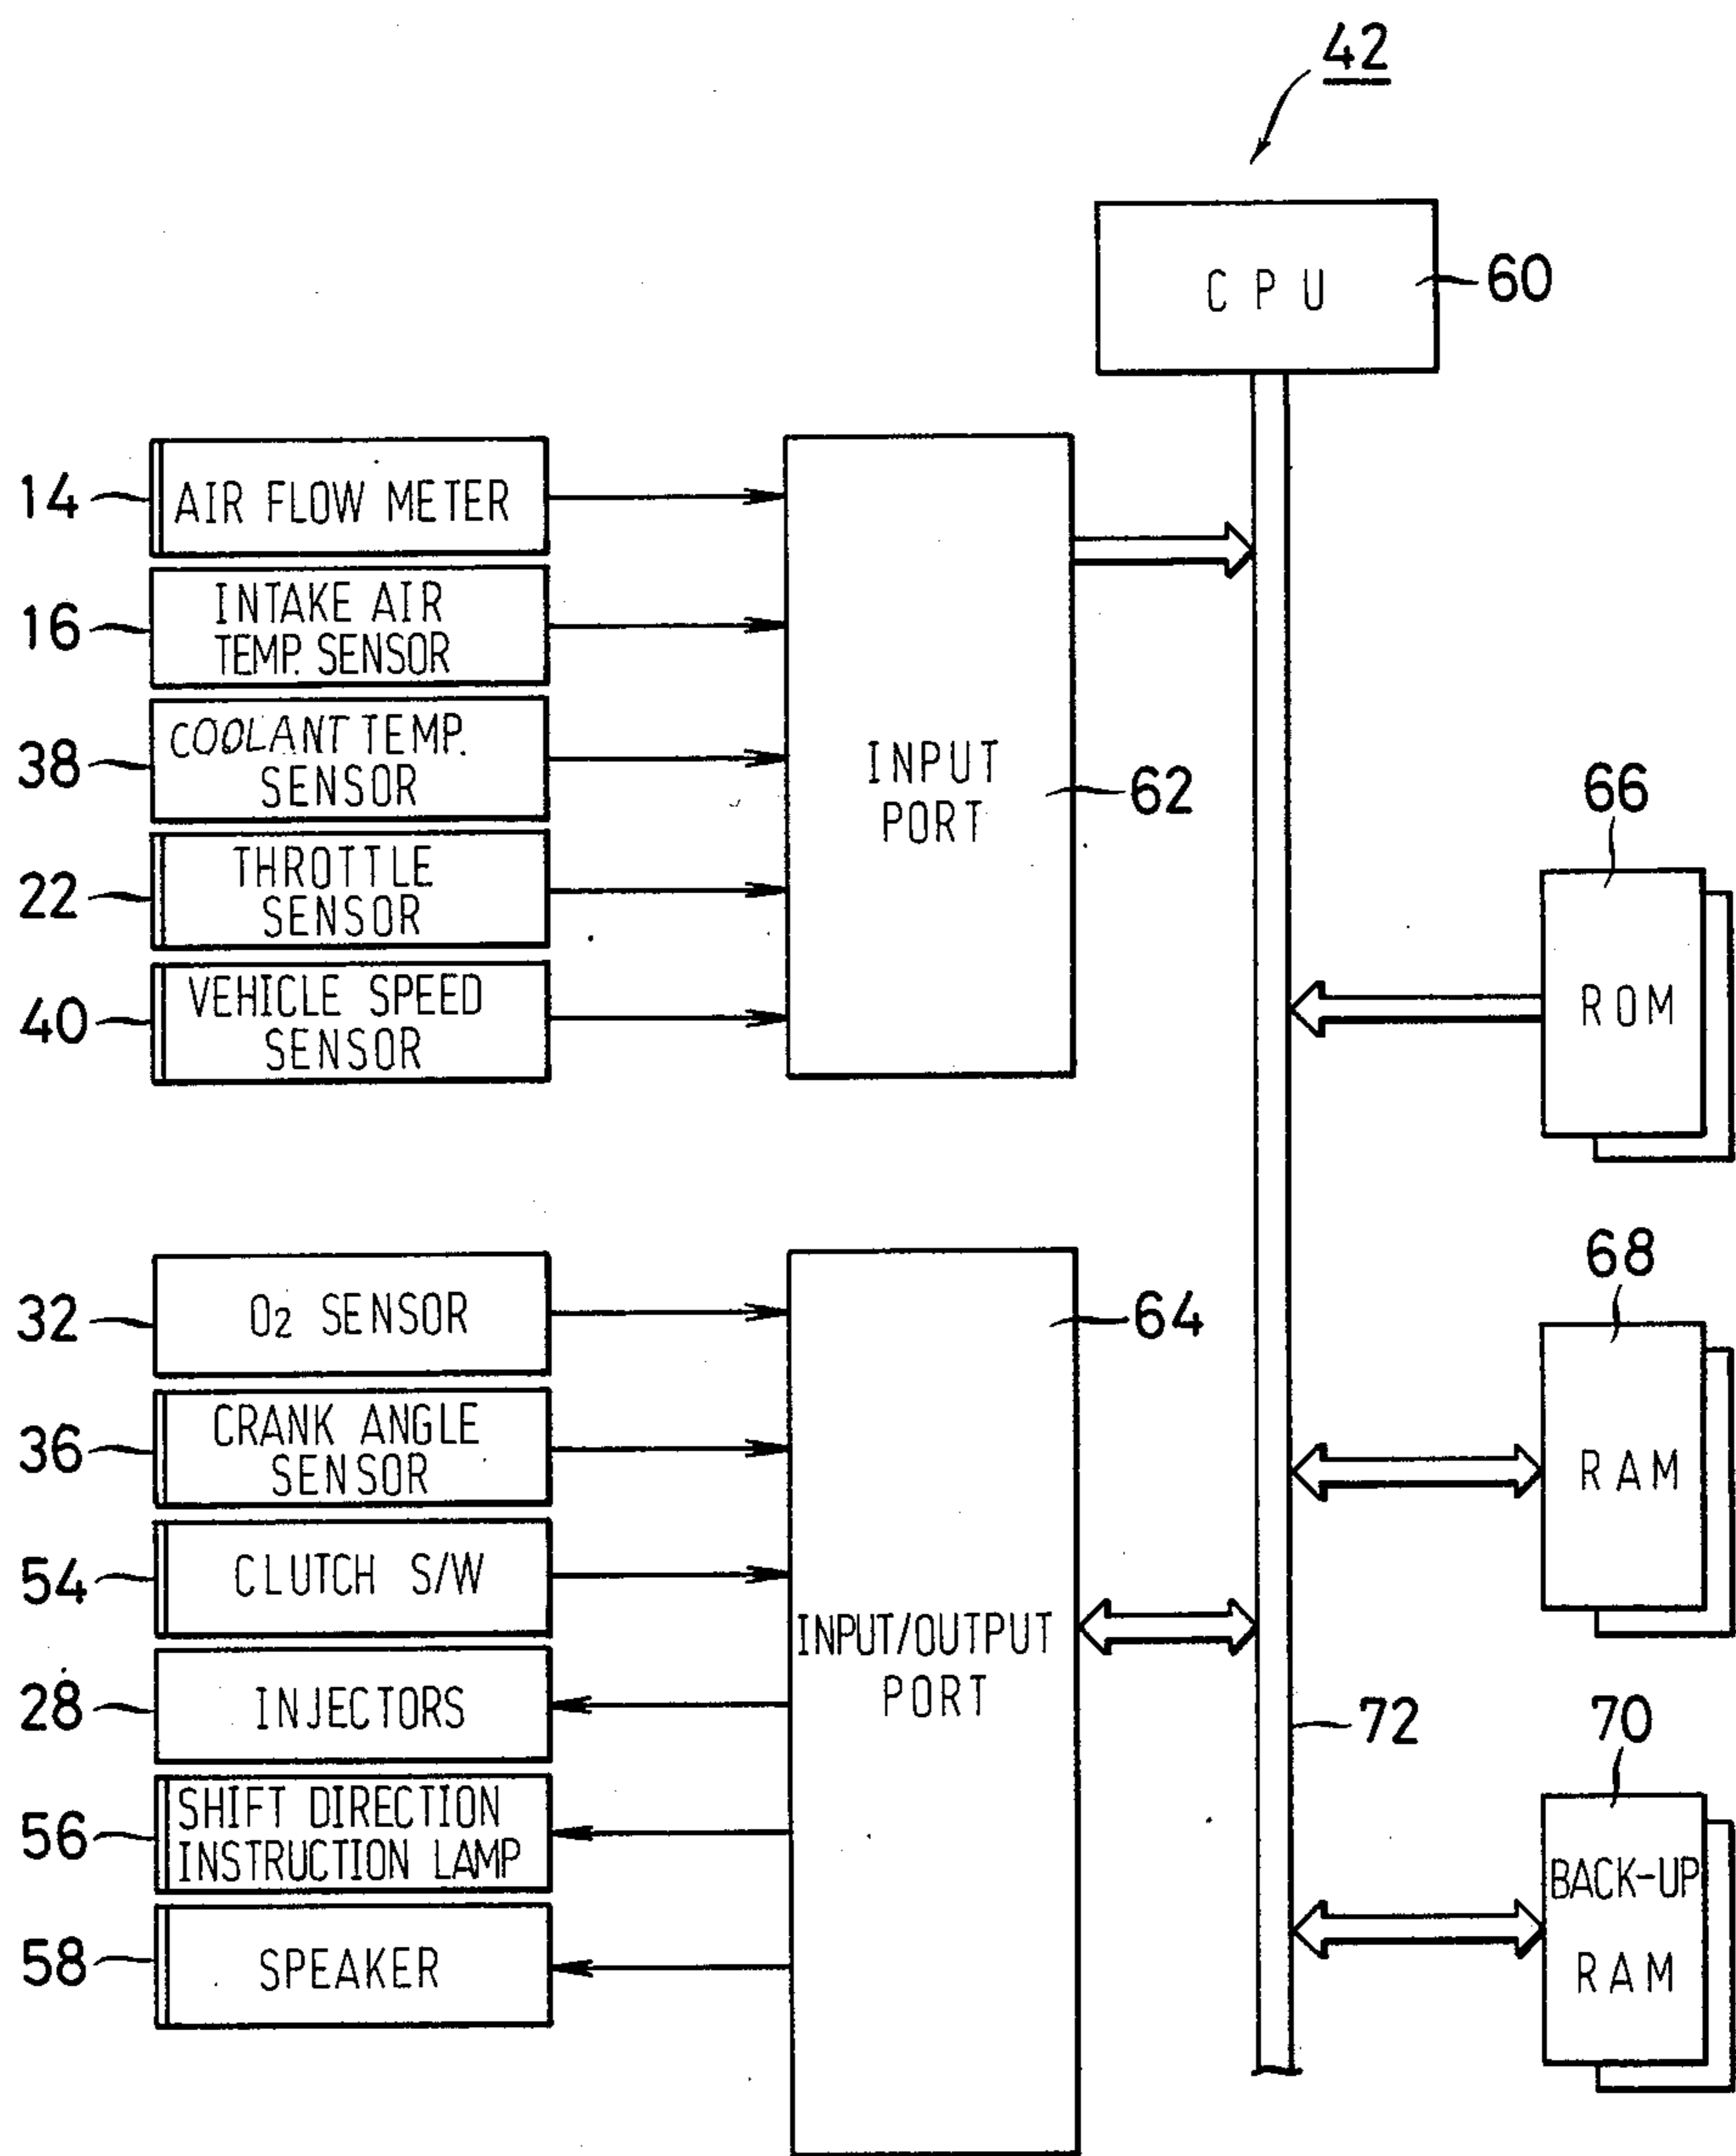 42
CPU
60
14
AIR FLOW METER
16
INTAKE AIR
TEMP. SENSOR
38
COOLANT TEMP.
SENSOR
22
THROTTLE
SENSOR
40
VEHICLE SPEED
SENSOR
INPUT
PORT
62
66
ROM
32
O2 SENSOR
36
CRANK ANGLE
SENSOR
54
CLUTCH S/W
28
INJECTORS
56
SHIFT DIRECTION
INSTRUCTION LAMP
58
SPEAKER
64
INPUT/OUTPUT
PORT
68
RAM
72
70
BACK-UP
RAM